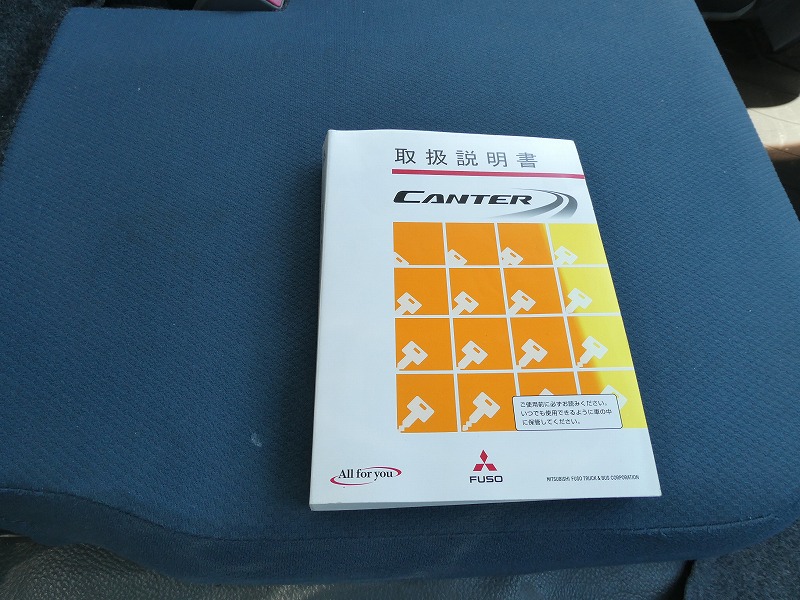 取扱説明書
CANTER
ご使用前に必ずお読みください。
いつでも使用できるように車の中
に保管してください。
All for you
FUSO
MITSUBISHI FUSO TRUCK & BUS CORPORATION